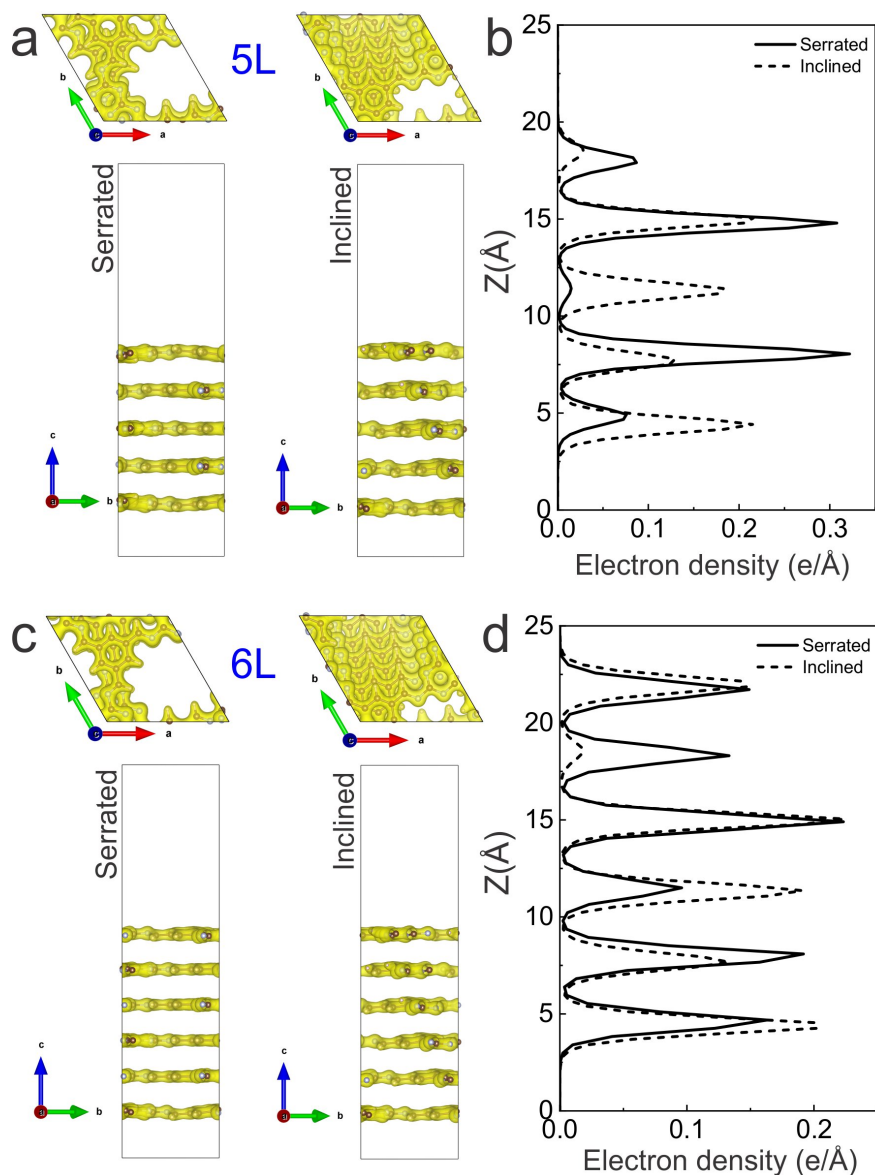 a
5L
b
b
a
b
a
Serrated
Inclined
c
b
a
c
b
a
Serrated
Inclined
25
20
15
10
5
0
Z(Å)
0.0 0.1 0.2 0.3
Electron density (e/Å)
c
6L
d
b
a
b
a
Serrated
Inclined
c
b
a
c
b
a
Serrated
Inclined
25
20
15
10
5
0
Z(Å)
0.0 0.1 0.2
Electron density (e/Å)